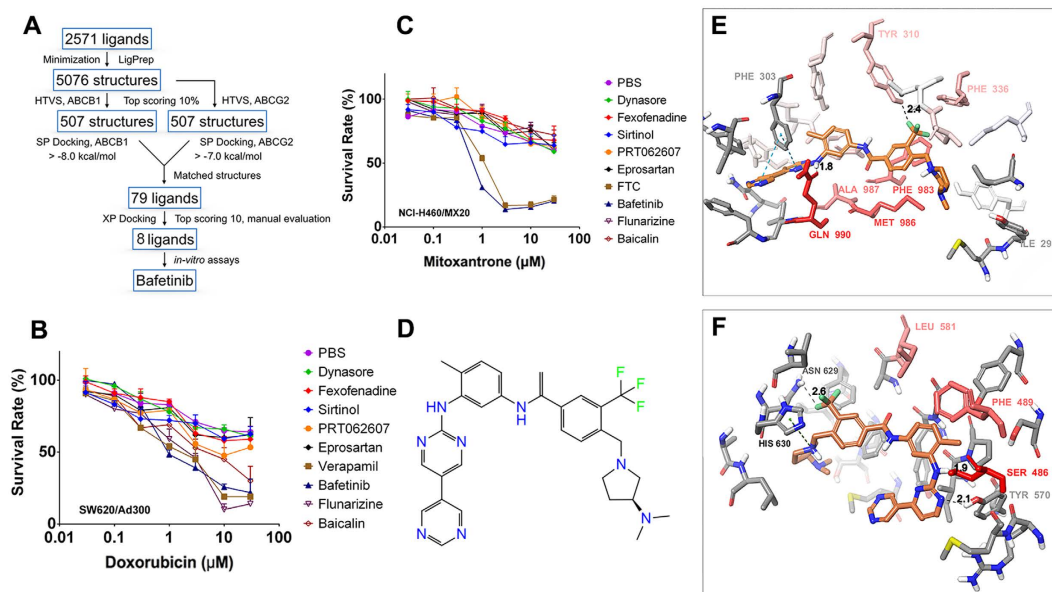 A
2571 ligands
Minimization LigPrep
5076 structures
HTVS, ABCB1 Top scoring 10% HTVS, ABCG2
507 structures 507 structures
SP Docking, ABCB1 SP Docking, ABCG2
> -8.0 kcal/mol > -7.0 kcal/mol
Matched structures
79 ligands
XP Docking Top scoring 10, manual evaluation
8 ligands
in-vitro assays
Bafetinib
B
Survival Rate (%)
100
50
0
0.01 0.1 1 10 100
SW620/Ad300
Doxorubicin (µM)
PBS
Dynasore
Fexofenadine
Sirtinol
PRT062607
Eprosartan
Verapamil
Bafetinib
Flunarizine
Baicalin
C
Survival Rate (%)
100
50
0
0.01 0.1 1 10 100
NCI-H460/MX20
Mitoxantrone (µM)
PBS
Dynasore
Fexofenadine
Sirtinol
PRT062607
Eprosartan
FTC
Bafetinib
Flunarizine
Baicalin
D
NH
N N
N N
NH
F
F
F
N
N
E
TYR 310
PHE 303
PHE 336
2.4
1.8
ALA 987 PHE 983
MET 986
GLN 990
ILE 29
F
LEU 581
ASN 629
2.6
PHE 489
HIS 630
1.9
SER 486
2.1
TYR 570